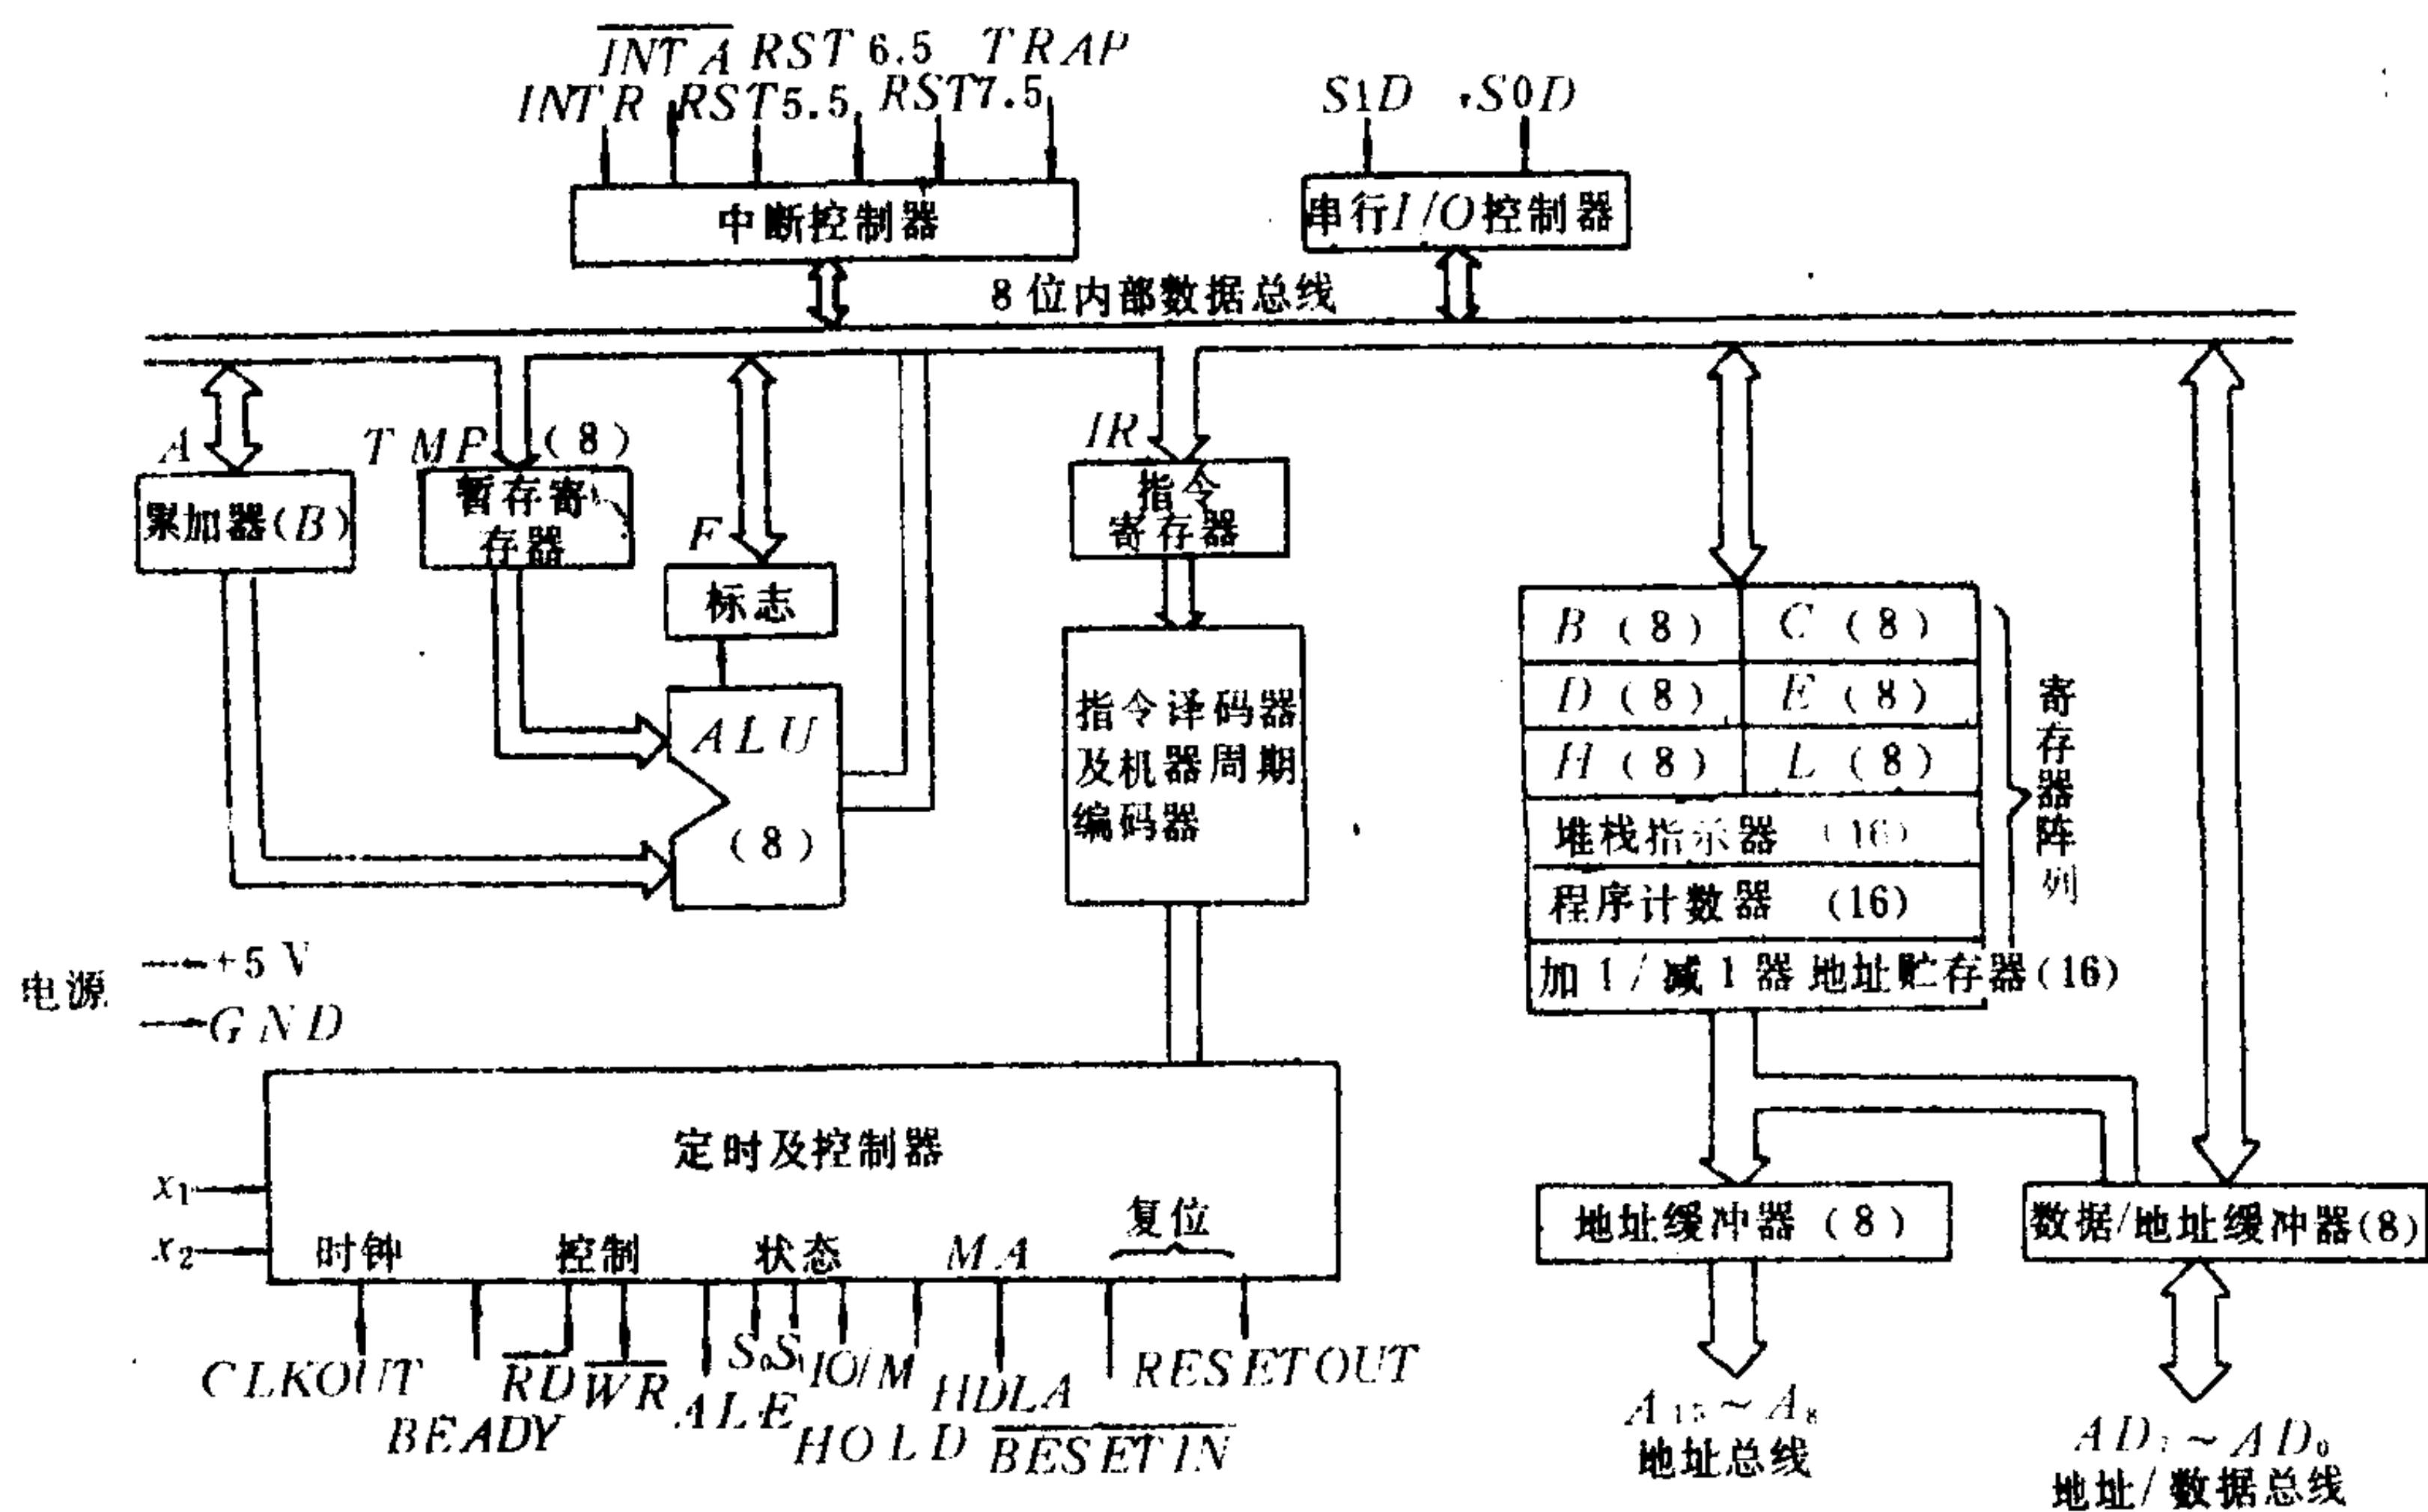 INTA RST 6.5 TRAP
INTR RST5.5 RST7.5
S1D S0D
中断控制器
串行I/O控制器
8位内部数据总线
A
TMP (8)
IR
累加器(B)
暂存寄
存器
F
标志
指令
寄存器
ALU
(8)
指令译码器
及机器周期
编码器
B (8) C (8)
D (8) E (8)
H (8) L (8)
堆栈指示器 (16)
程序计数器 (16)
加1/减1器地址贮存器(16)
寄存器阵列
电源
+5V
GND
定时及控制器
x1
x2
时钟 控制 状态 MA 复位
地址缓冲器(8)
数据/地址缓冲器(8)
CLKOUT RD WR S0 S1 IO/M HDLA RESETOUT
BEADY ALE HOLD BESETIN
A15~A8
地址总线
AD7~AD0
地址/数据总线